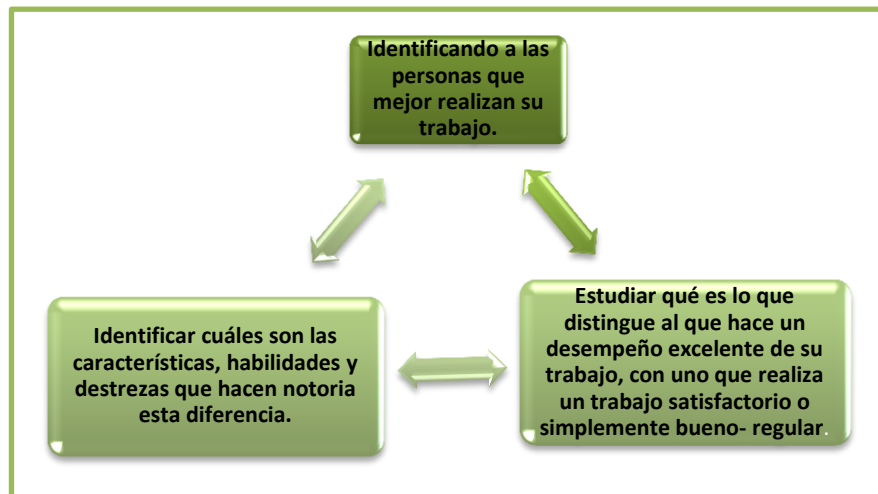 Identificando a las
personas que
mejor realizan su
trabajo.
Identificar cuáles son las
características, habilidades y
destrezas que hacen notoria
esta diferencia.
Estudiar qué es lo que
distingue al que hace un
desempeño excelente de su
trabajo, con uno que realiza
un trabajo satisfactorio o
simplemente bueno- regular.